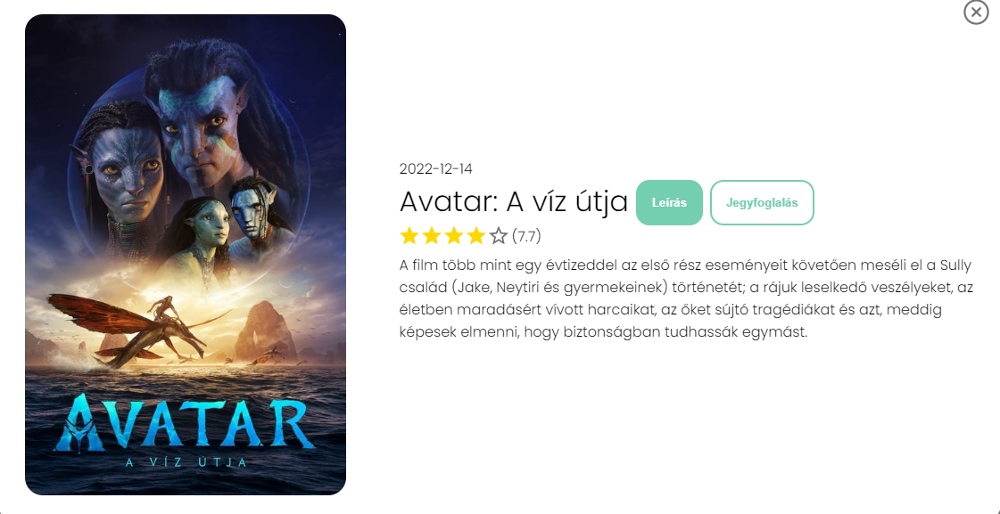 AVATAR
A VÍZ ÚTJA
2022-12-14
Avatar: A víz útja Leírás Jegyfoglalás
(7.7)
A film több mint egy évtizeddel az első rész eseményeit követően meséli el a Sully
család (Jake, Neytiri és gyermekeinek) történetét; a rájuk leselkedő veszélyeket, az
életben maradásért vívott harcaikat, az őket sújtó tragédiákat és azt, meddig
képesek elmenni, hogy biztonságban tudhassák egymást.